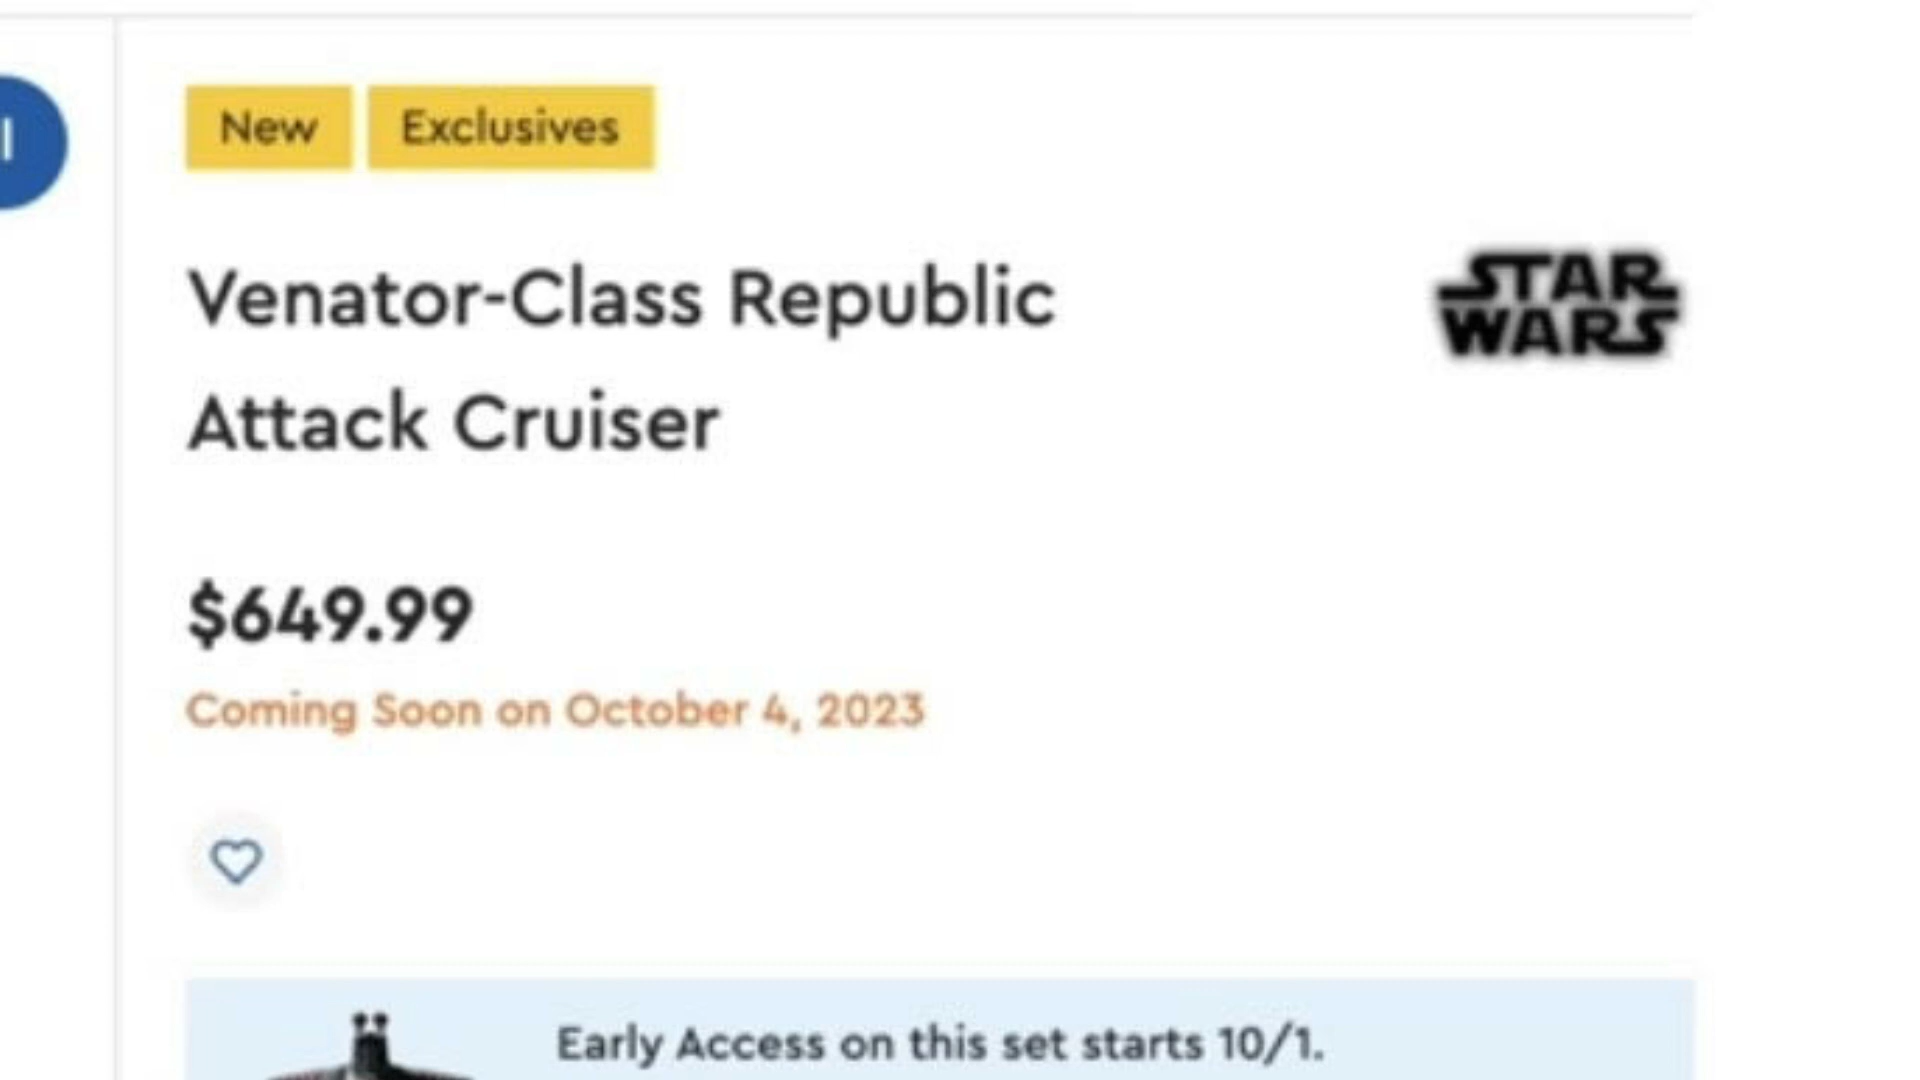 New Exclusives
Venator-Class Republic
STAR
WARS
Attack Cruiser
$649.99
Coming Soon on October 4, 2023
Early Access on this set starts 10/1.